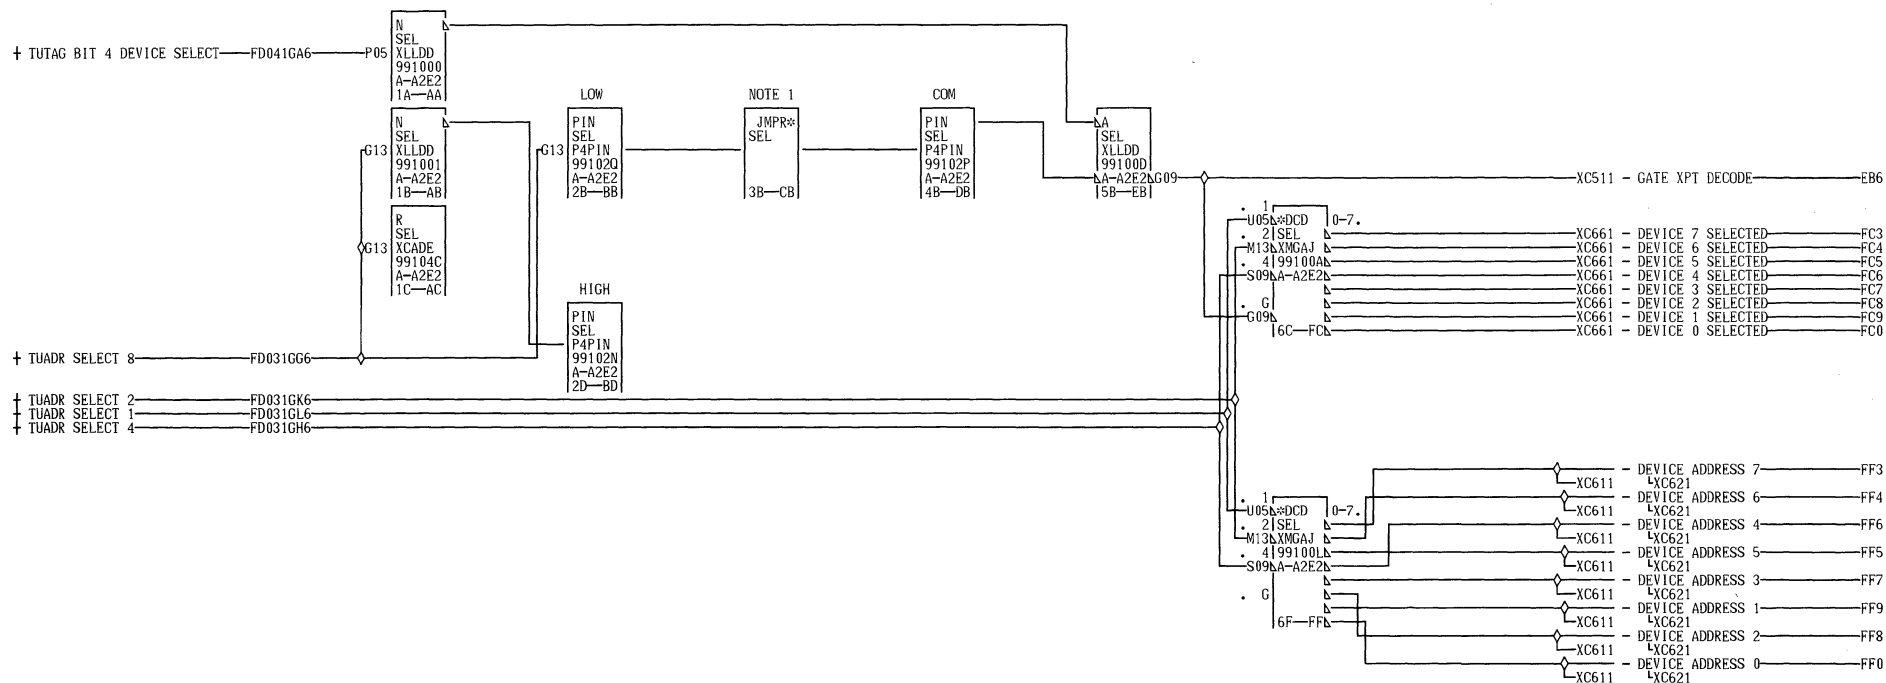 N
SEL
+ TUTAG BIT 4 DEVICE SELECT FD041GA6 P05 XLLDD
991000
A-A2E2
1A AA
LOW NOTE 1 COM
N PIN JMPR* PIN A
SEL SEL SEL SEL SEL
G13 XLLDD G13 P4PIN P4PIN XLLDD
991001 99102Q 99102P 99100D
A-A2E2 A-A2E2 A-A2E2 A-A2E2 G09 XC511 - GATE XPT DECODE EB6
1B AB 2B BB 3B CB 4B DB 5B EB
R
SEL
G13 XCADE
99104C
A-A2E2
1C AC
. 1
U05 *DCD 0-7.
. 2 SEL XC661 - DEVICE 7 SELECTED FC3
M13 XMGAJ XC661 - DEVICE 6 SELECTED FC4
. 4 99100A XC661 - DEVICE 5 SELECTED FC5
S09 A-A2E2 XC661 - DEVICE 4 SELECTED FC6
XC661 - DEVICE 3 SELECTED FC7
. G XC661 - DEVICE 2 SELECTED FC8
G09 XC661 - DEVICE 1 SELECTED FC9
6C FC XC661 - DEVICE 0 SELECTED FC0
HIGH
PIN
SEL
P4PIN
99102N
A-A2E2
2D BD
+ TUADR SELECT 8 FD031GG6
+ TUADR SELECT 2 FD031GK6
+ TUADR SELECT 1 FD031GL6
+ TUADR SELECT 4 FD031GH6
- DEVICE ADDRESS 7 FF3
XC611 XC621
. 1 - DEVICE ADDRESS 6 FF4
U05 *DCD 0-7. XC611 XC621
. 2 SEL - DEVICE ADDRESS 4 FF6
M13 XMGAJ XC611 XC621
. 4 99100L - DEVICE ADDRESS 5 FF5
S09 A-A2E2 XC611 XC621
- DEVICE ADDRESS 3 FF7
. G XC611 XC621
- DEVICE ADDRESS 1 FF9
6F FF XC611 XC621
- DEVICE ADDRESS 2 FF8
XC611 XC621
- DEVICE ADDRESS 0 FF0
XC611 XC621